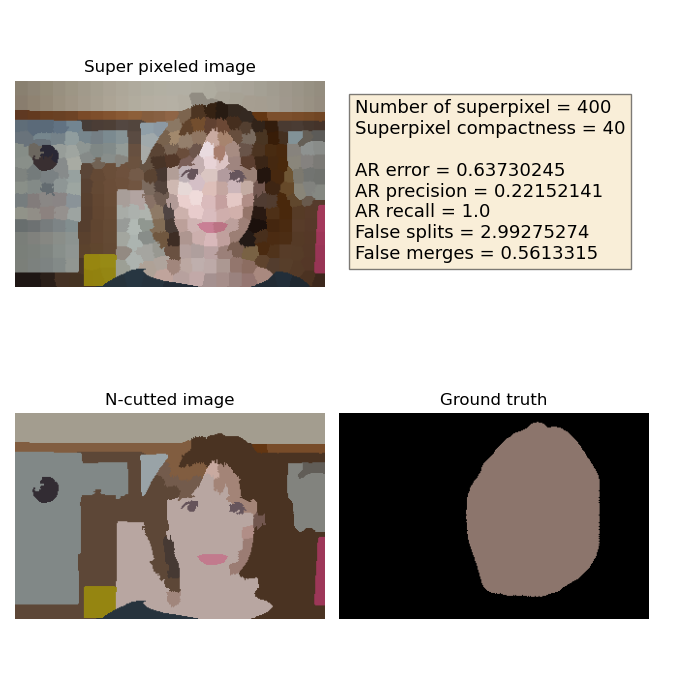 Super pixeled image
Number of superpixel = 400
Superpixel compactness = 40
AR error = 0.63730245
AR precision = 0.22152141
AR recall = 1.0
False splits = 2.99275274
False merges = 0.5613315
N-cutted image
Ground truth